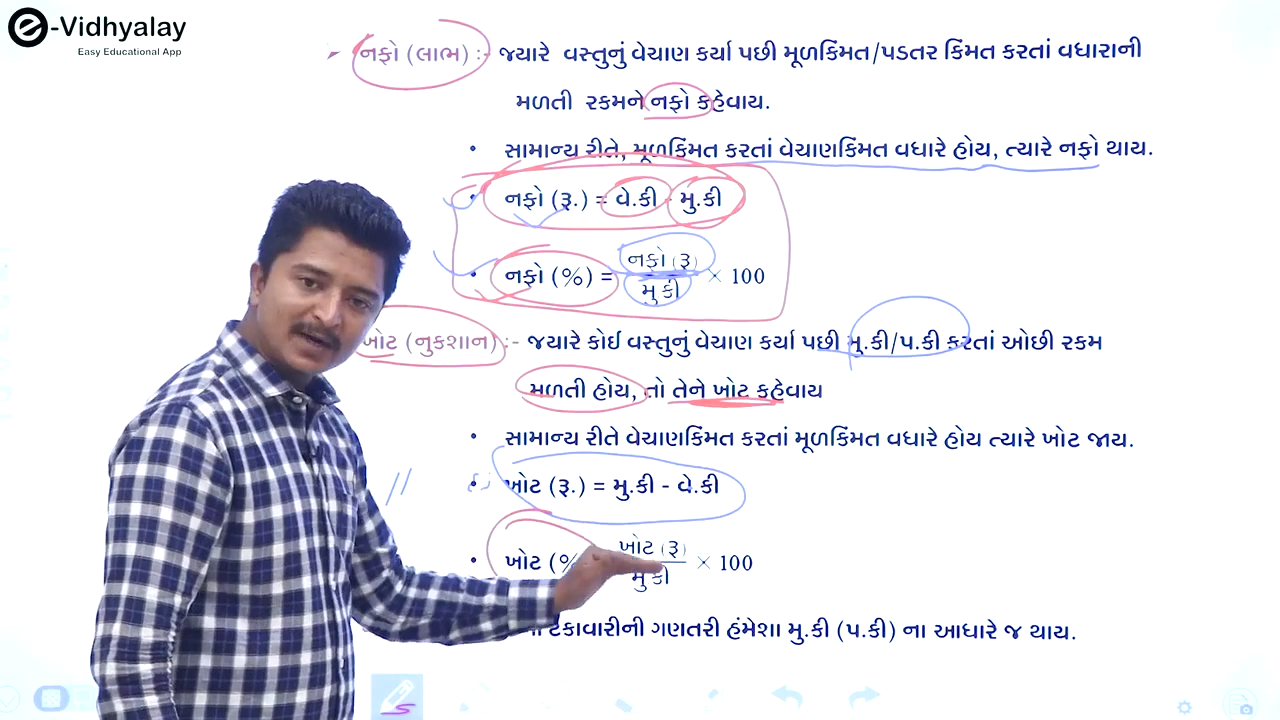 e-Vidhyalay
Easy Educational App
નફો (લાભ) :- જ્યારે વસ્તુનું વેચાણ કર્યા પછી મૂળકિંમત/પડતર કિંમત કરતાં વધારાની
મળતી રકમને નફો કહેવાય.
• સામાન્ય રીતે, મૂળકિંમત કરતાં વેચાણકિંમત વધારે હોય, ત્યારે નફો થાય.
• નફો (રૂ.) = વે.કી - મુ.કી
• નફો (%) = નફો (રૂ) / મુ કી × 100
ખોટ (નુકશાન) :- જ્યારે કોઈ વસ્તુનું વેચાણ કર્યા પછી મુ.કી/પ.કી કરતાં ઓછી રકમ
મળતી હોય, તો તેને ખોટ કહેવાય
• સામાન્ય રીતે વેચાણકિંમત કરતાં મૂળકિંમત વધારે હોય ત્યારે ખોટ જાય.
• ખોટ (રૂ.) = મુ.કી - વે.કી
• ખોટ (% ખોટ (રૂ) / મુ કી × 100
ટકાવારીની ગણતરી હંમેશા મુ.કી (પ.કી) ના આધારે જ થાય.